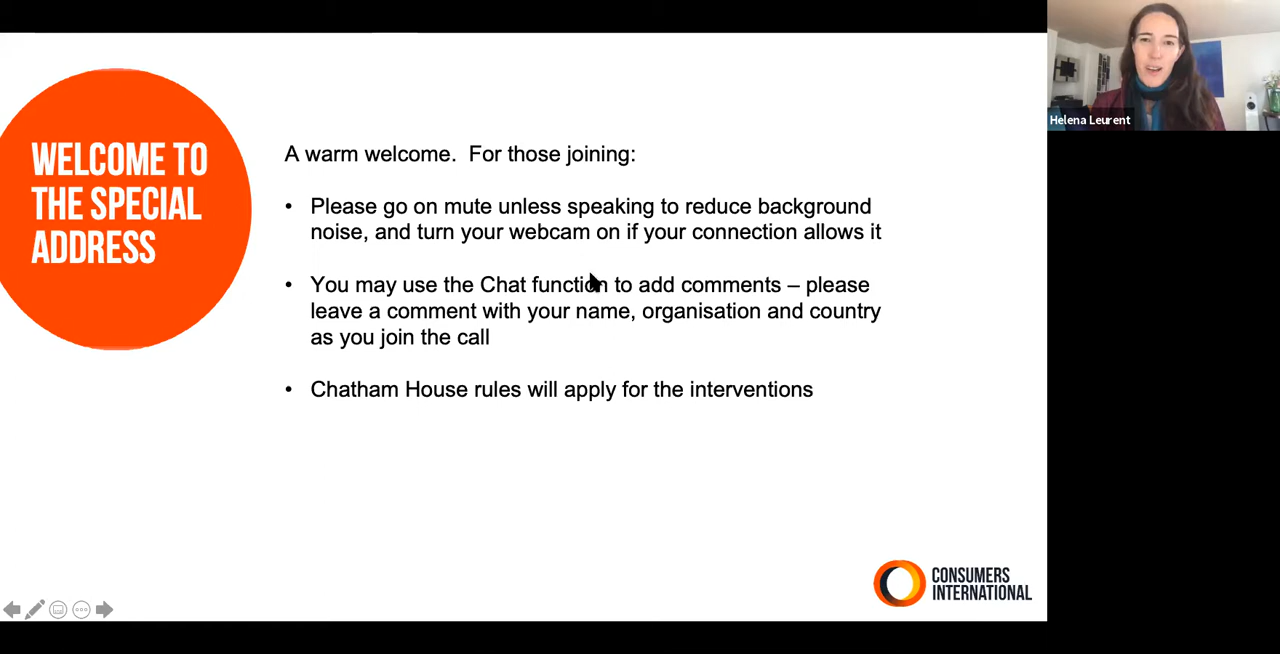 WELCOME TO
THE SPECIAL
ADDRESS
A warm welcome.  For those joining:
• Please go on mute unless speaking to reduce background
noise, and turn your webcam on if your connection allows it
• You may use the Chat function to add comments – please
leave a comment with your name, organisation and country
as you join the call
• Chatham House rules will apply for the interventions
CONSUMERS
INTERNATIONAL
Helena Leurent